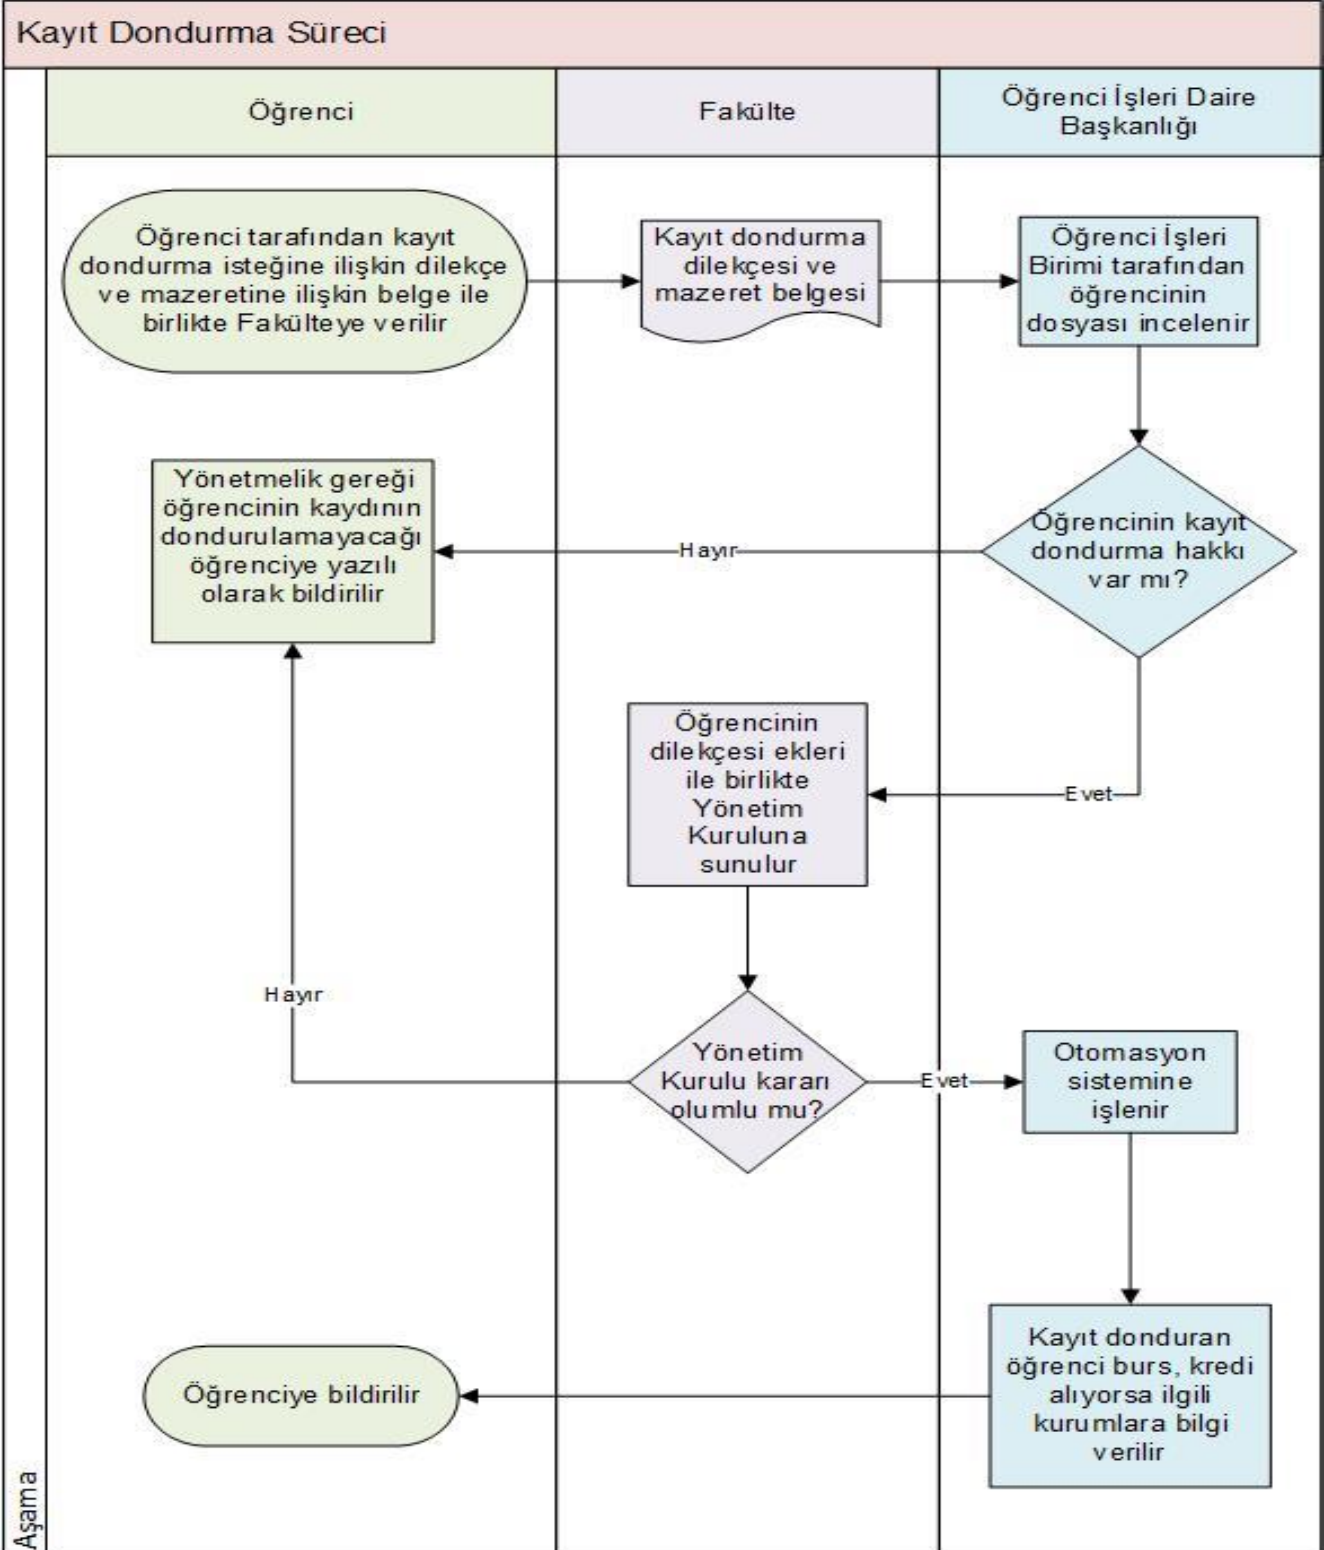 Kayıt Dondurma Süreci
Öğrenci
Fakülte
Öğrenci İşleri Daire
Başkanlığı
Öğrenci tarafından kayıt
dondurma isteğine ilişkin dilekçe
ve mazeretine ilişkin belge ile
birlikte Fakülteye verilir
Kayıt dondurma
dilekçesi ve
mazeret belgesi
Öğrenci İşleri
Birimi tarafından
öğrencinin
dosyası incelenir
Yönetmelik gereği
öğrencinin kaydının
dondurulamayacağı
öğrenciye yazılı
olarak bildirilir
Hayır
Öğrencinin kayıt
dondurma hakkı
var mı?
Öğrencinin
dilekçesi ekleri
ile birlikte
Yönetim
Kuruluna
sunulur
Evet
Hayır
Yönetim
Kurulu kararı
olumlu mu?
Evet
Otomasyon
sistemine
işlenir
Kayıt donduran
öğrenci burs, kredi
alıyorsa ilgili
kurumlara bilgi
verilir
Öğrenciye bildirilir
Aşama